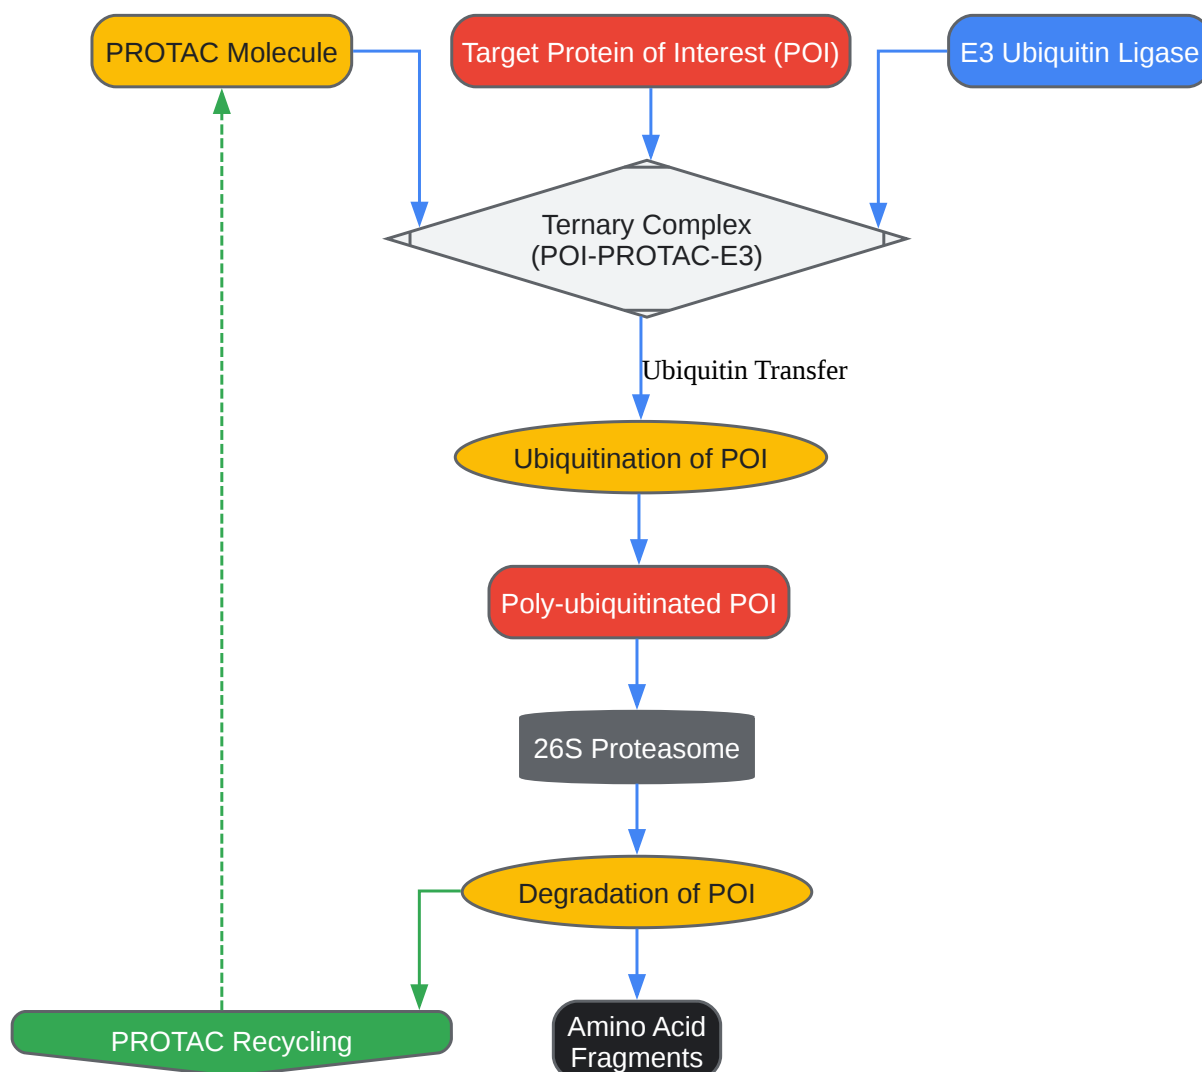 PROTAC Molecule
Target Protein of Interest (POI)
E3 Ubiquitin Ligase
Ternary Complex
(POI-PROTAC-E3)
Ubiquitin Transfer
Ubiquitination of POI
Poly-ubiquitinated POI
26S Proteasome
Degradation of POI
PROTAC Recycling
Amino Acid
Fragments